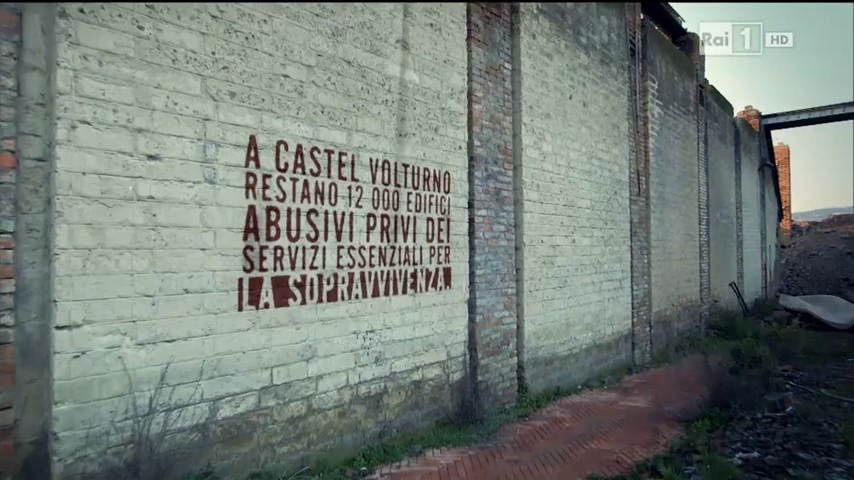 Rai 1 HD
A CASTEL VOLTURNO
RESTANO 12 000 EDIFICI
ABUSIVI PRIVI DEI
SERVIZI ESSENZIALI PER
LA SOPRAVVIVENZA.